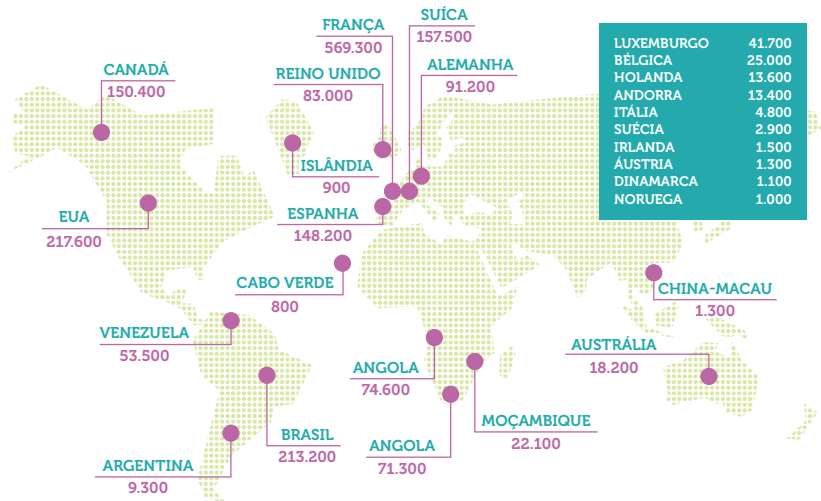 SUÍCA
157.500
FRANÇA
569.300
CANADÁ
150.400
REINO UNIDO
83.000
ALEMANHA
91.200
LUXEMBURGO 41.700
BÉLGICA 25.000
HOLANDA 13.600
ANDORRA 13.400
ITÁLIA 4.800
SUÉCIA 2.900
IRLANDA 1.500
ÁUSTRIA 1.300
DINAMARCA 1.100
NORUEGA 1.000
ISLÂNDIA
900
EUA
217.600
ESPANHA
148.200
CABO VERDE
800
CHINA-MACAU
1.300
VENEZUELA
53.500
AUSTRÁLIA
18.200
ANGOLA
74.600
MOÇAMBIQUE
22.100
BRASIL
213.200
ANGOLA
71.300
ARGENTINA
9.300